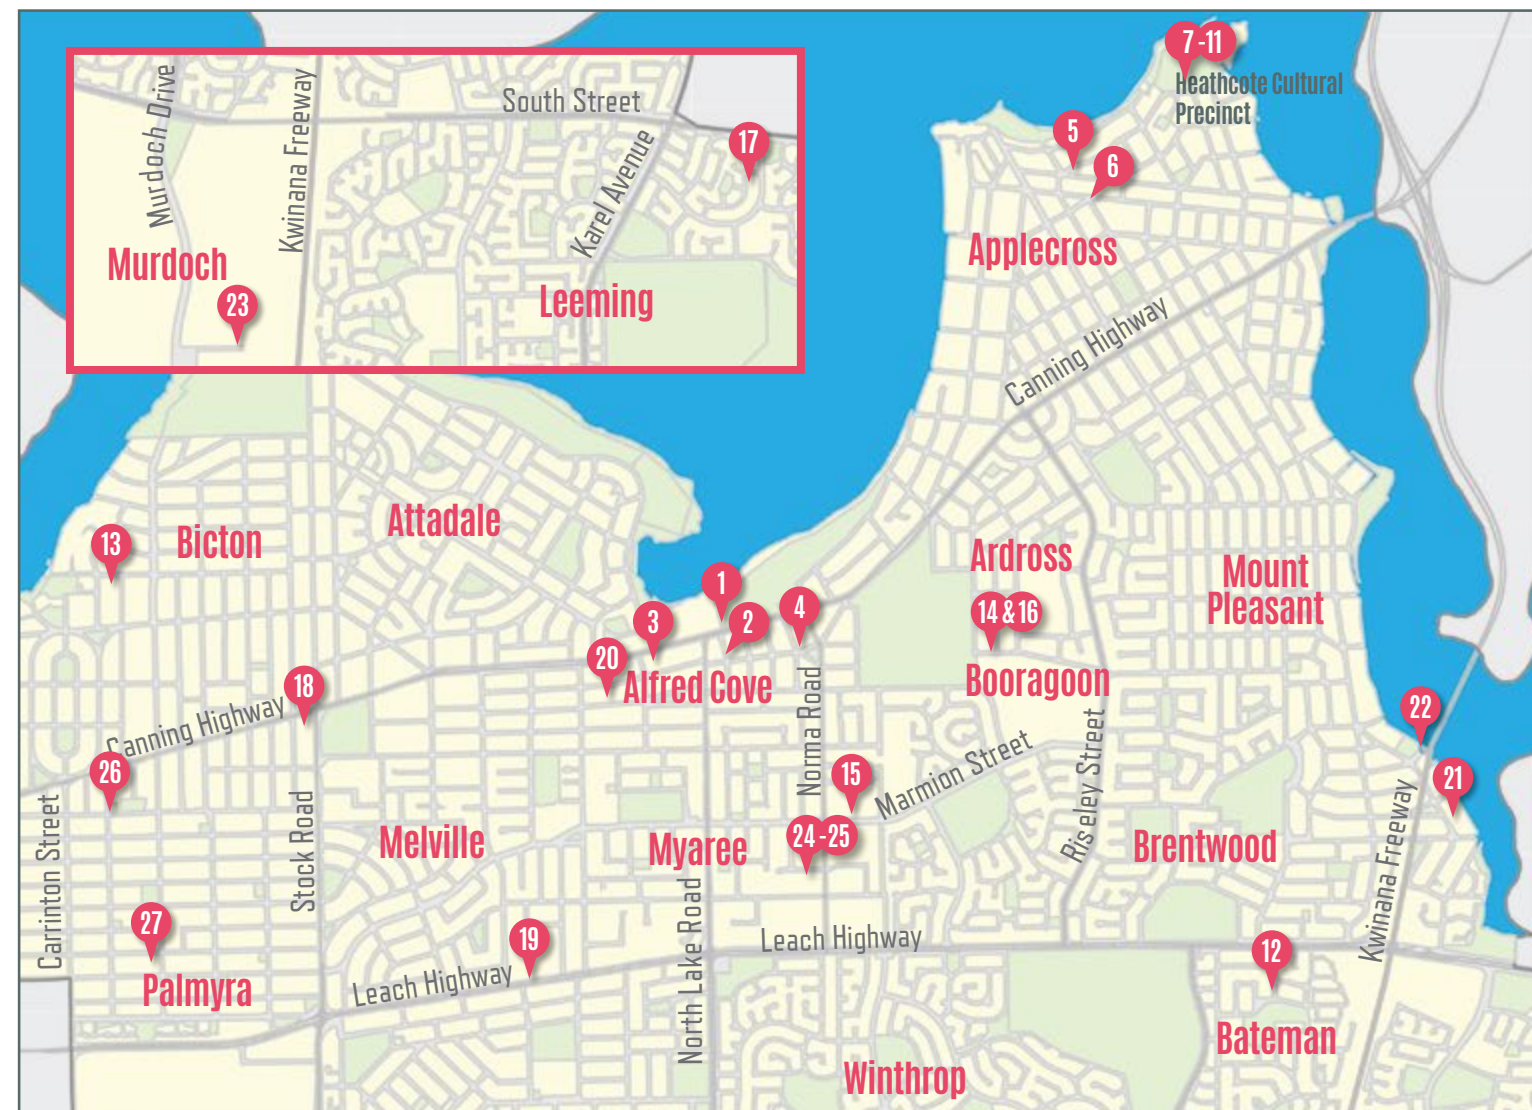 7 -11
Heathcote Cultural
Precinct
Murdoch Drive
Kwinana Freeway
South Street
Karel Avenue
17
5
6
Murdoch
23
Leeming
Applecross
Canning Highway
13
Bicton
Attadale
Ardross
Mount
Pleasant
1
2
3
4
14 & 16
20
Alfred Cove
Booragoon
18
Canning Highway
22
26
Norma Road
15
Marmion Street
Riseley Street
21
Carrinton Street
Stock Road
Melville
Myaree
24 -25
Brentwood
Kwinana Freeway
27
19
North Lake Road
Leach Highway
12
Palmyra
Leach Highway
Bateman
Winthrop